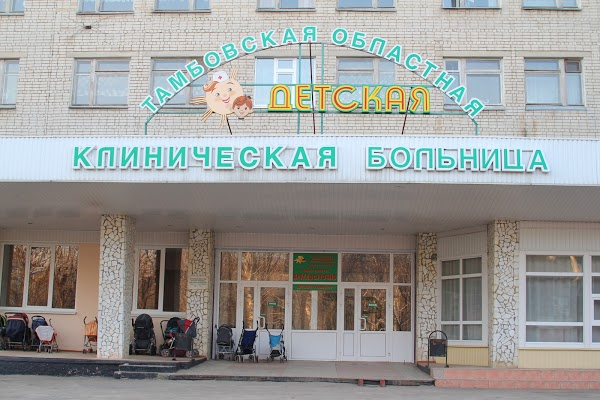 ТАМБОВСКАЯ ОБЛАСТНАЯ
ДЕТСКАЯ
КЛИНИЧЕСКАЯ БОЛЬНИЦА